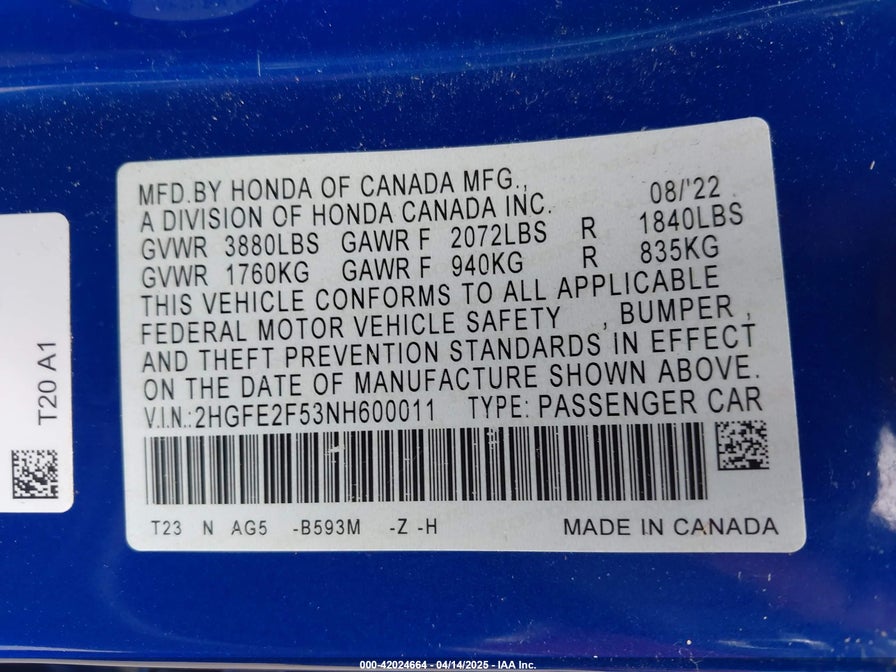 MFD.BY HONDA OF CANADA MFG., 08/'22
A DIVISION OF HONDA CANADA INC.
GVWR 3880LBS GAWR F 2072LBS R 1840LBS
GVWR 1760KG GAWR F 940KG R 835KG
THIS VEHICLE CONFORMS TO ALL APPLICABLE
FEDERAL MOTOR VEHICLE SAFETY , BUMPER ,
AND THEFT PREVENTION STANDARDS IN EFFECT
ON THE DATE OF MANUFACTURE SHOWN ABOVE.
V.I.N.:2HGFE2F53NH600011 TYPE: PASSENGER CAR
T23 N AG5 -B593M -Z -H MADE IN CANADA
T20 A1
000-42024664 - 04/14/2025 - IAA Inc.